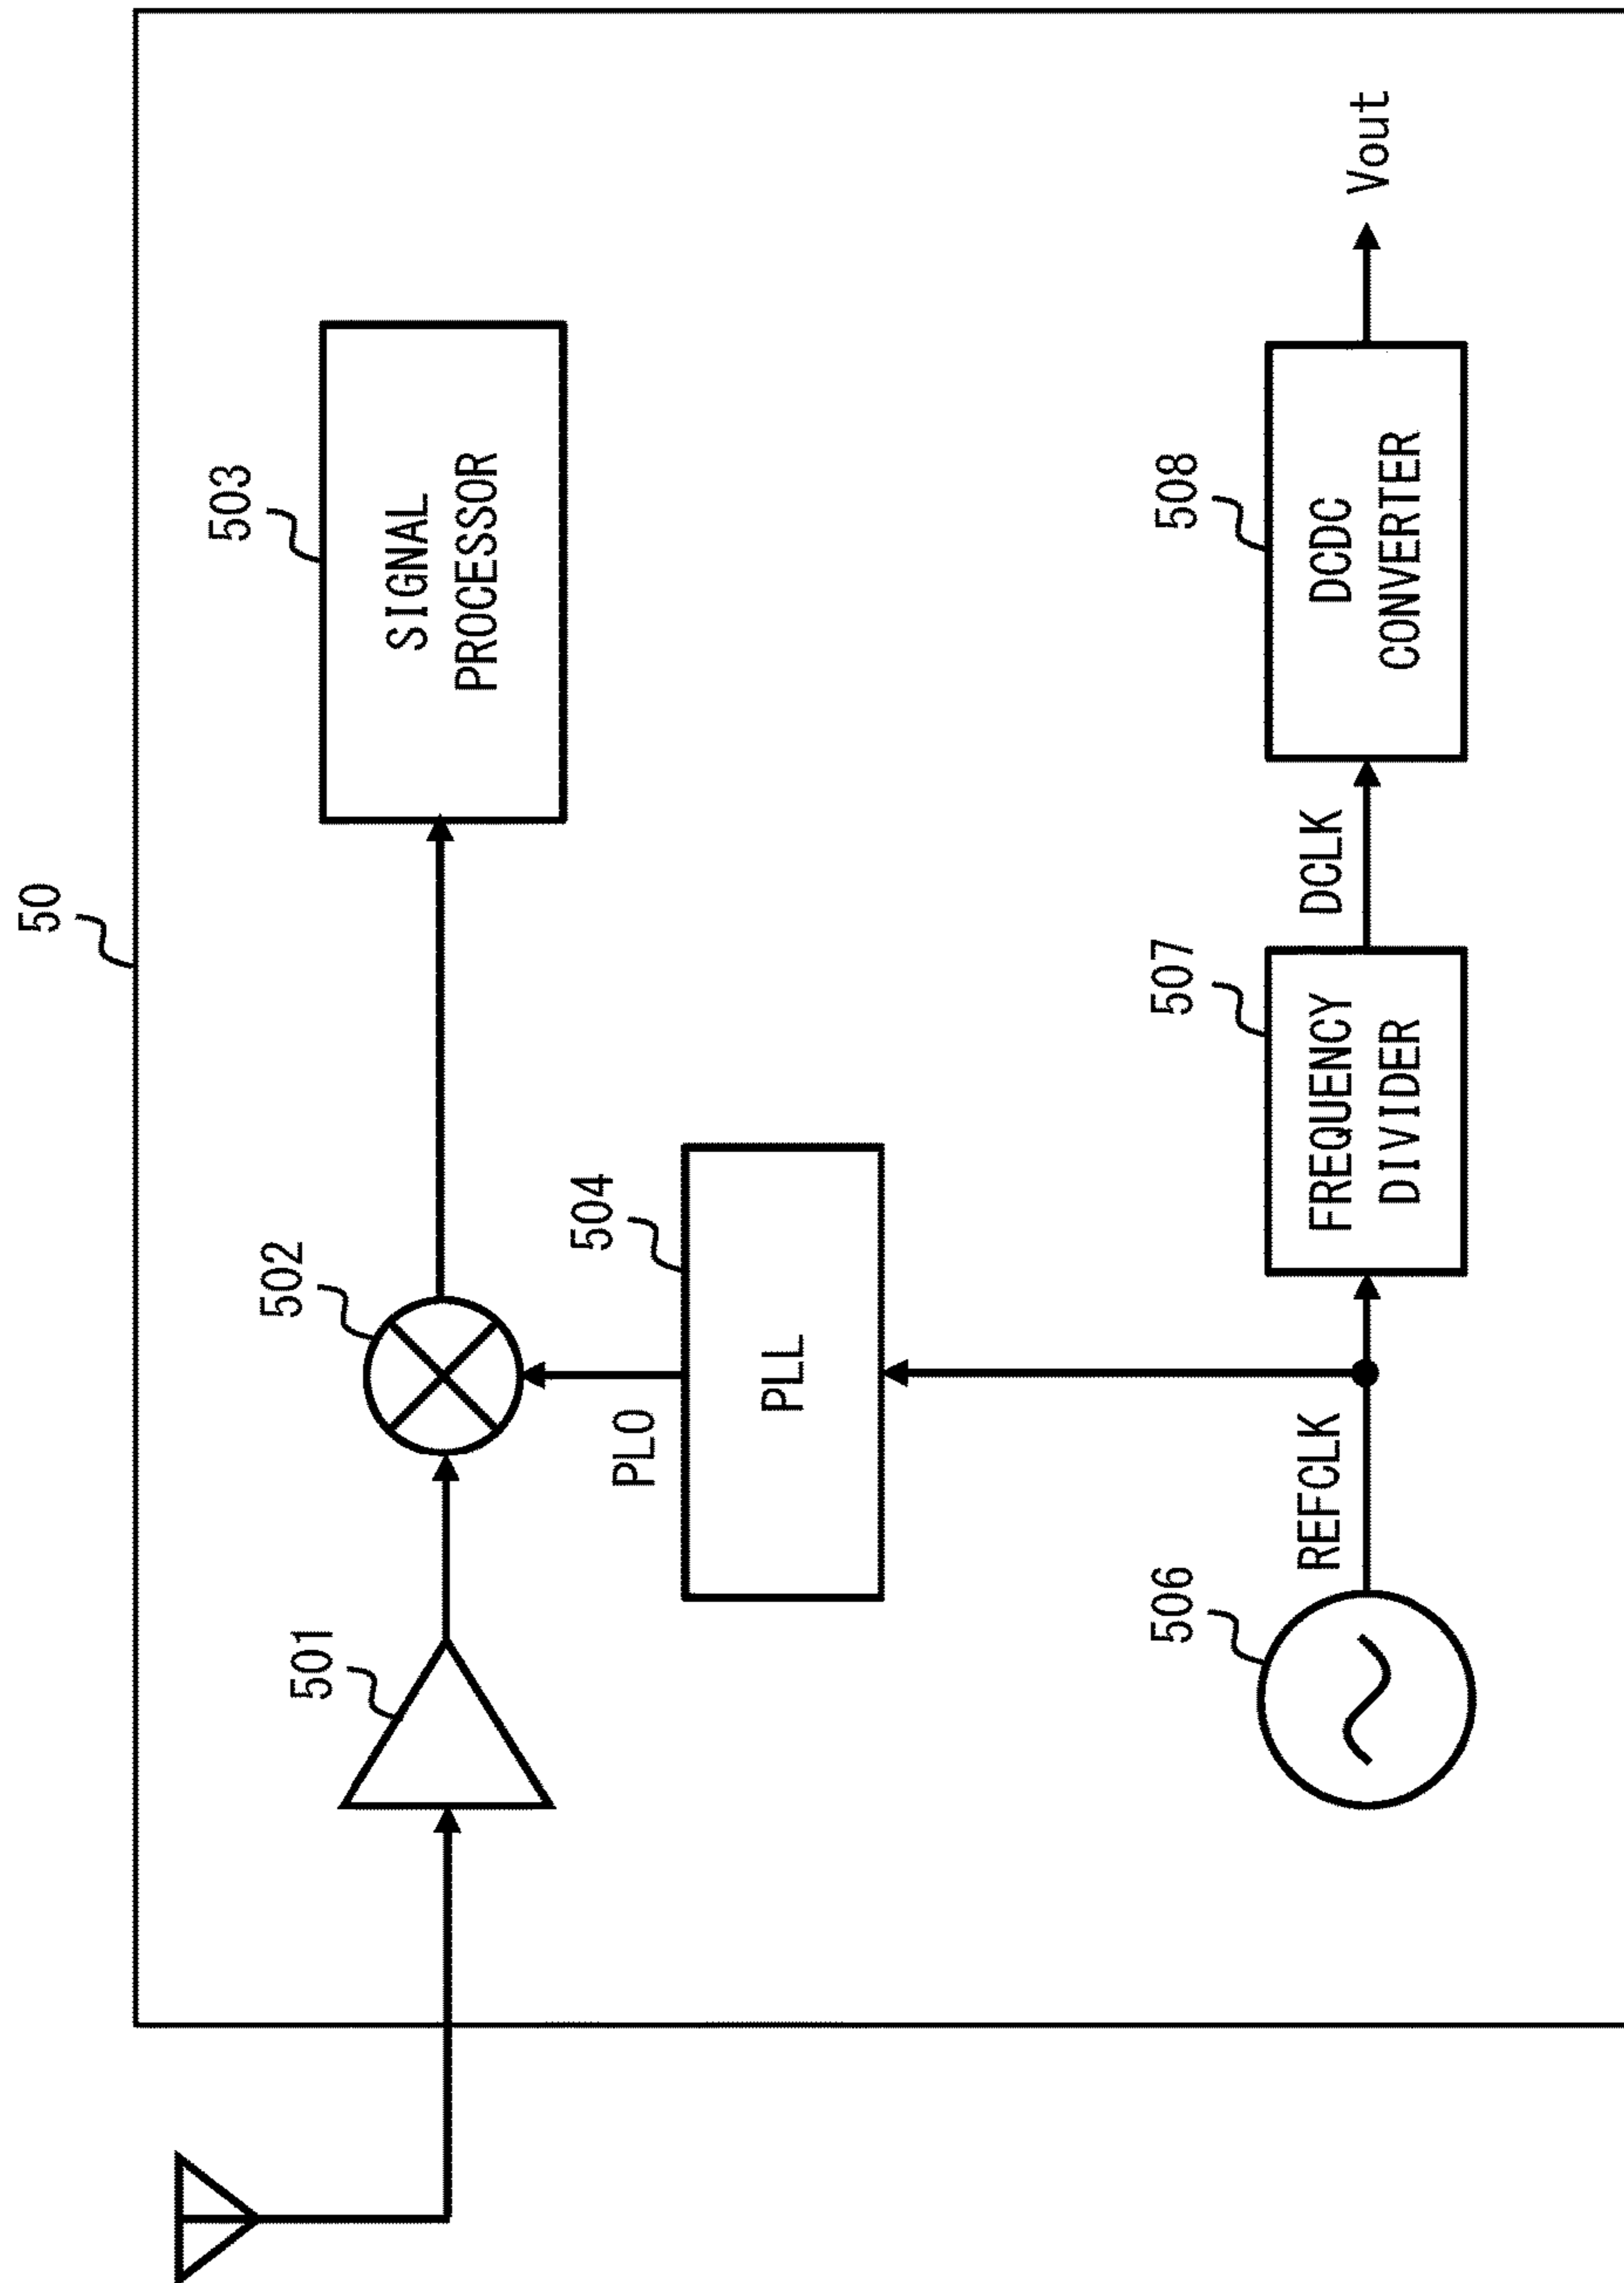 50
503
SIGNAL
PROCESSOR
502
501
504
PLO
PLL
506
REFCLK
507
FREQUENCY
DIVIDER
DCLK
508
DCDC
CONVERTER
Vout